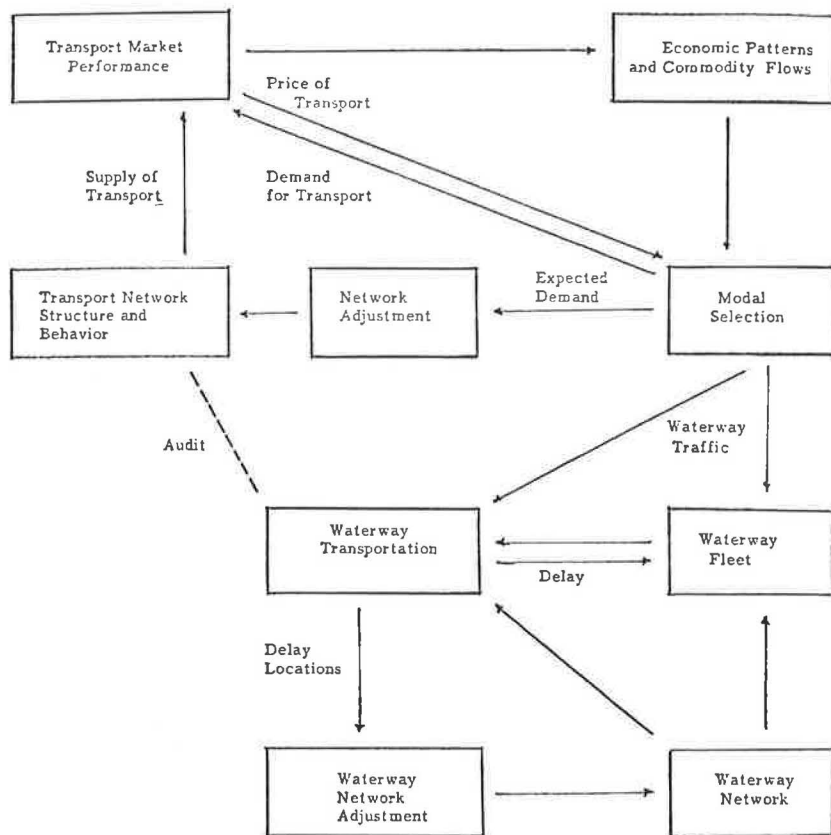 Transport Market
Performance
Economic Patterns
and Commodity Flows
Price of
Transport
Supply of
Transport
Demand
for Transport
Transport Network
Structure and
Behavior
Network
Adjustment
Expected
Demand
Modal
Selection
Audit
Waterway
Traffic
Waterway
Transportation
Waterway
Fleet
Delay
Delay
Locations
Waterway
Network
Adjustment
Waterway
Network